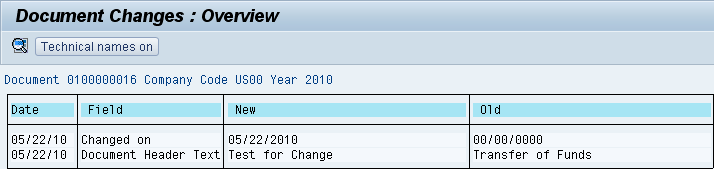 Document Changes : Overview
Technical names on
Document 0100000016 Company Code US00 Year 2010
Date Field New Old
05/22/10 Changed on 05/22/2010 00/00/0000
05/22/10 Document Header Text Test for Change Transfer of Funds